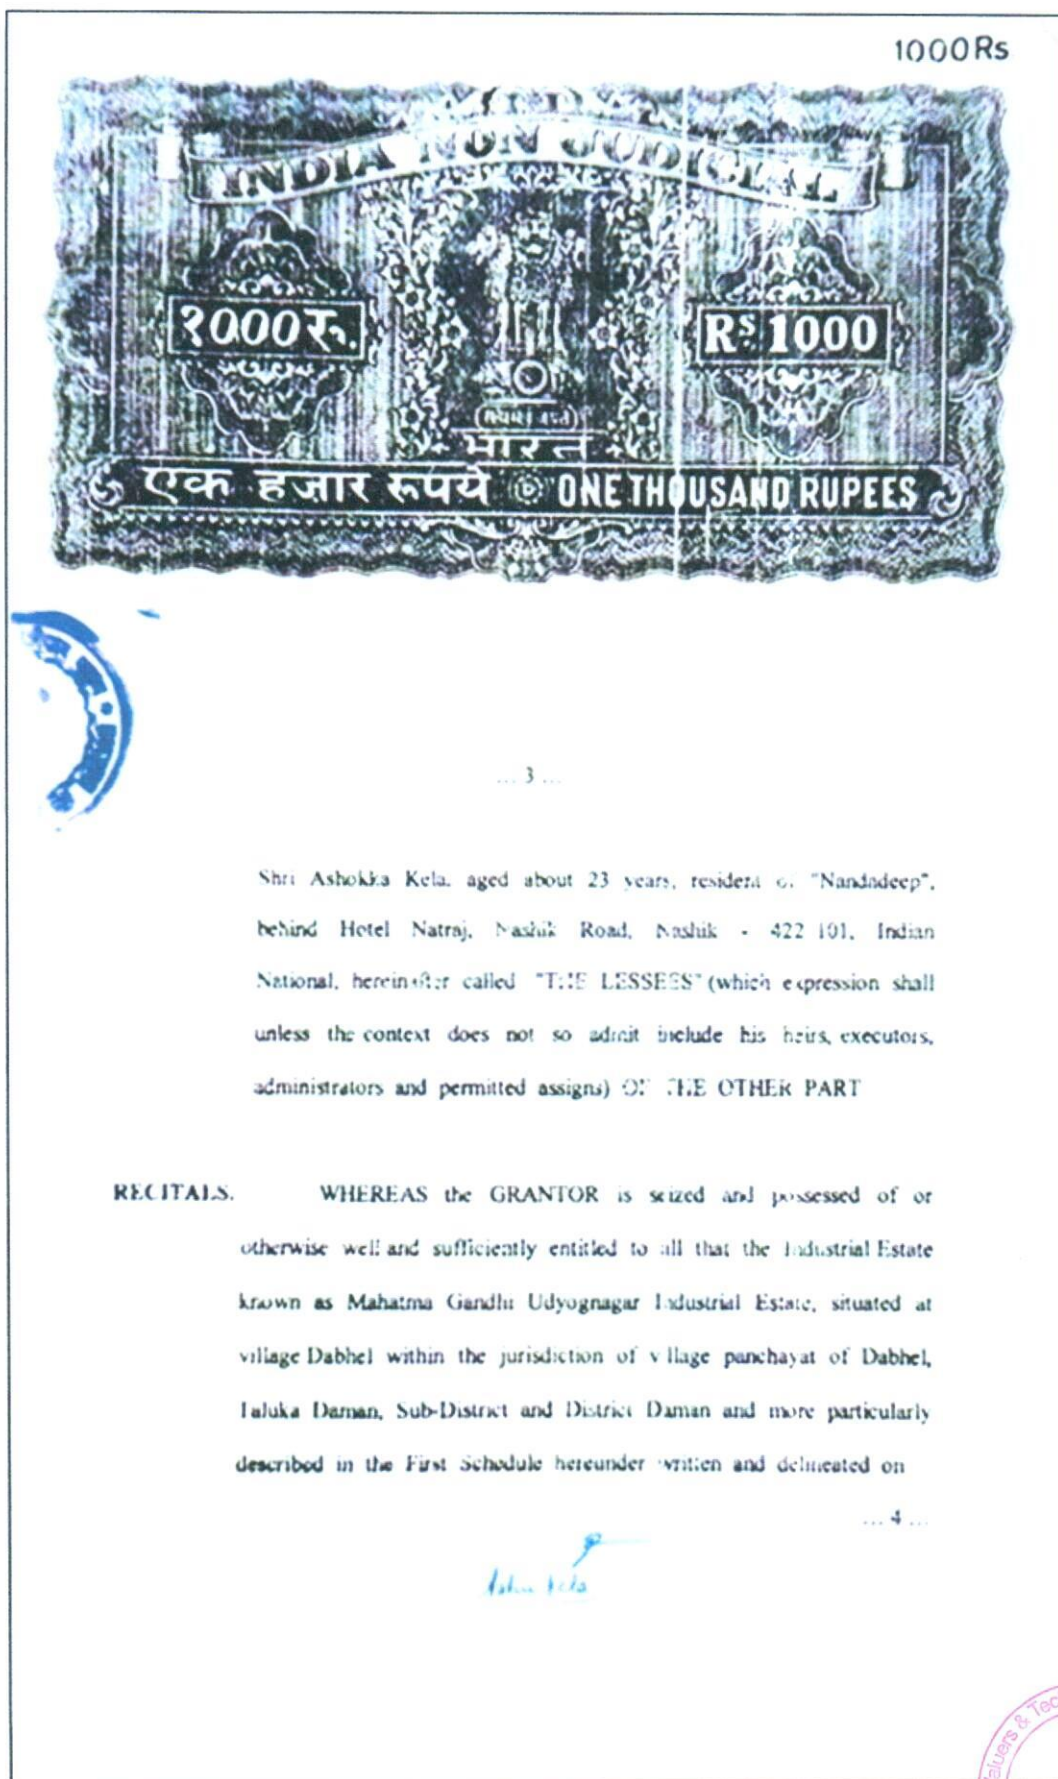 1000 Rs
INDIA NON JUDICIAL
१000 रु.
Rs. 1000
भारत
एक हजार रूपये ONE THOUSAND RUPEES
... 3 ...
Shri Ashokka Kela, aged about 23 years, resident of "Nandadeep",
behind Hotel Natraj, Nashik Road, Nashik - 422 101, Indian
National, hereinafter called "THE LESSEES" (which expression shall
unless the context does not so admit include his heirs, executors,
administrators and permitted assigns) OF THE OTHER PART
RECITALS. WHEREAS the GRANTOR is seized and possessed of or
otherwise well and sufficiently entitled to all that the Industrial Estate
known as Mahatma Gandhi Udyognagar Industrial Estate, situated at
village Dabhel within the jurisdiction of village panchayat of Dabhel,
Taluka Daman, Sub-District and District Daman and more particularly
described in the First Schedule hereunder written and delineated on
... 4 ...